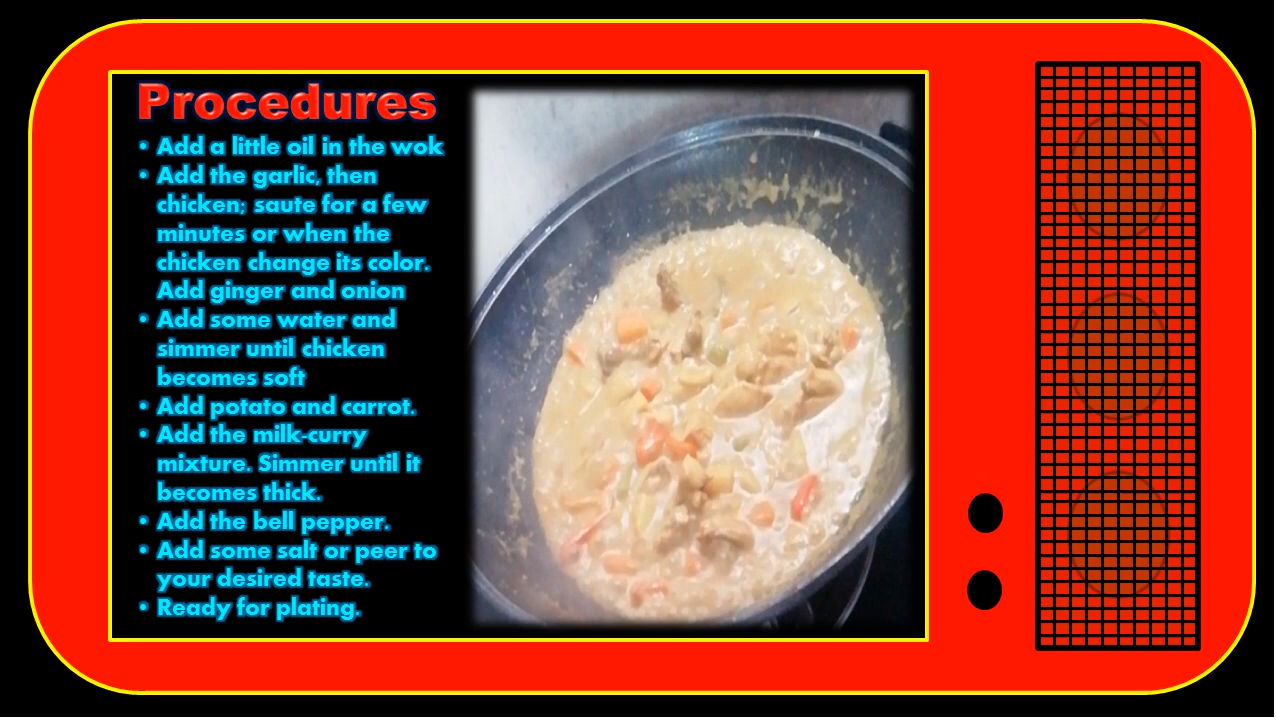 Procedures
• Add a little oil in the wok
• Add the garlic, then
chicken; saute for a few
minutes or when the
chicken change its color.
Add ginger and onion
• Add some water and
simmer until chicken
becomes soft
• Add potato and carrot.
• Add the milk-curry
mixture. Simmer until it
becomes thick.
• Add the bell pepper.
• Add some salt or peer to
your desired taste.
• Ready for plating.